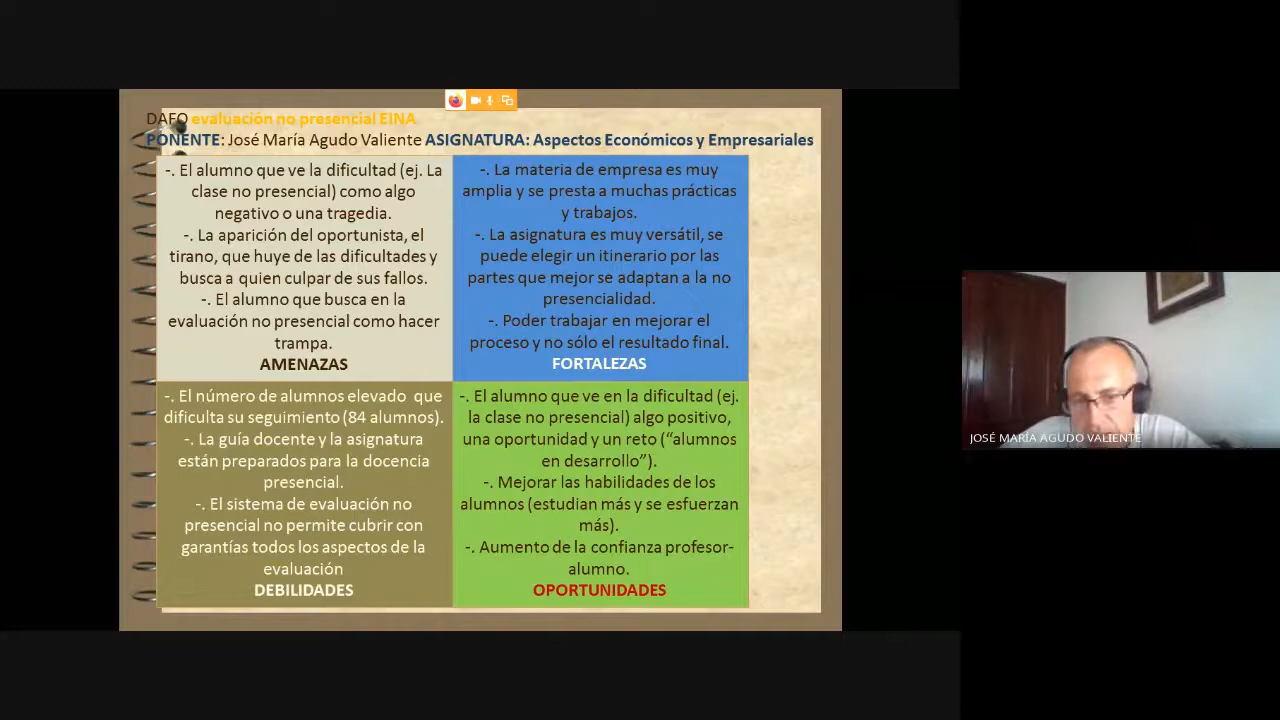 DAFO evaluación no presencial EINA
PONENTE: José María Agudo Valiente ASIGNATURA: Aspectos Económicos y Empresariales
-. El alumno que ve la dificultad (ej. La
clase no presencial) como algo
negativo o una tragedia.
-. La aparición del oportunista, el
tirano, que huye de las dificultades y
busca a quien culpar de sus fallos.
-. El alumno que busca en la
evaluación no presencial como hacer
trampa.
AMENAZAS
-. La materia de empresa es muy
amplia y se presta a muchas prácticas
y trabajos.
-. La asignatura es muy versátil, se
puede elegir un itinerario por las
partes que mejor se adaptan a la no
presencialidad.
-. Poder trabajar en mejorar el
proceso y no sólo el resultado final.
FORTALEZAS
-. El número de alumnos elevado que
dificulta su seguimiento (84 alumnos).
-. La guía docente y la asignatura
están preparados para la docencia
presencial.
-. El sistema de evaluación no
presencial no permite cubrir con
garantías todos los aspectos de la
evaluación
DEBILIDADES
-. El alumno que ve en la dificultad (ej.
la clase no presencial) algo positivo,
una oportunidad y un reto (“alumnos
en desarrollo”).
-. Mejorar las habilidades de los
alumnos (estudian más y se esfuerzan
más).
-. Aumento de la confianza profesor-
alumno.
OPORTUNIDADES
JOSÉ MARÍA AGUDO VALIENTE